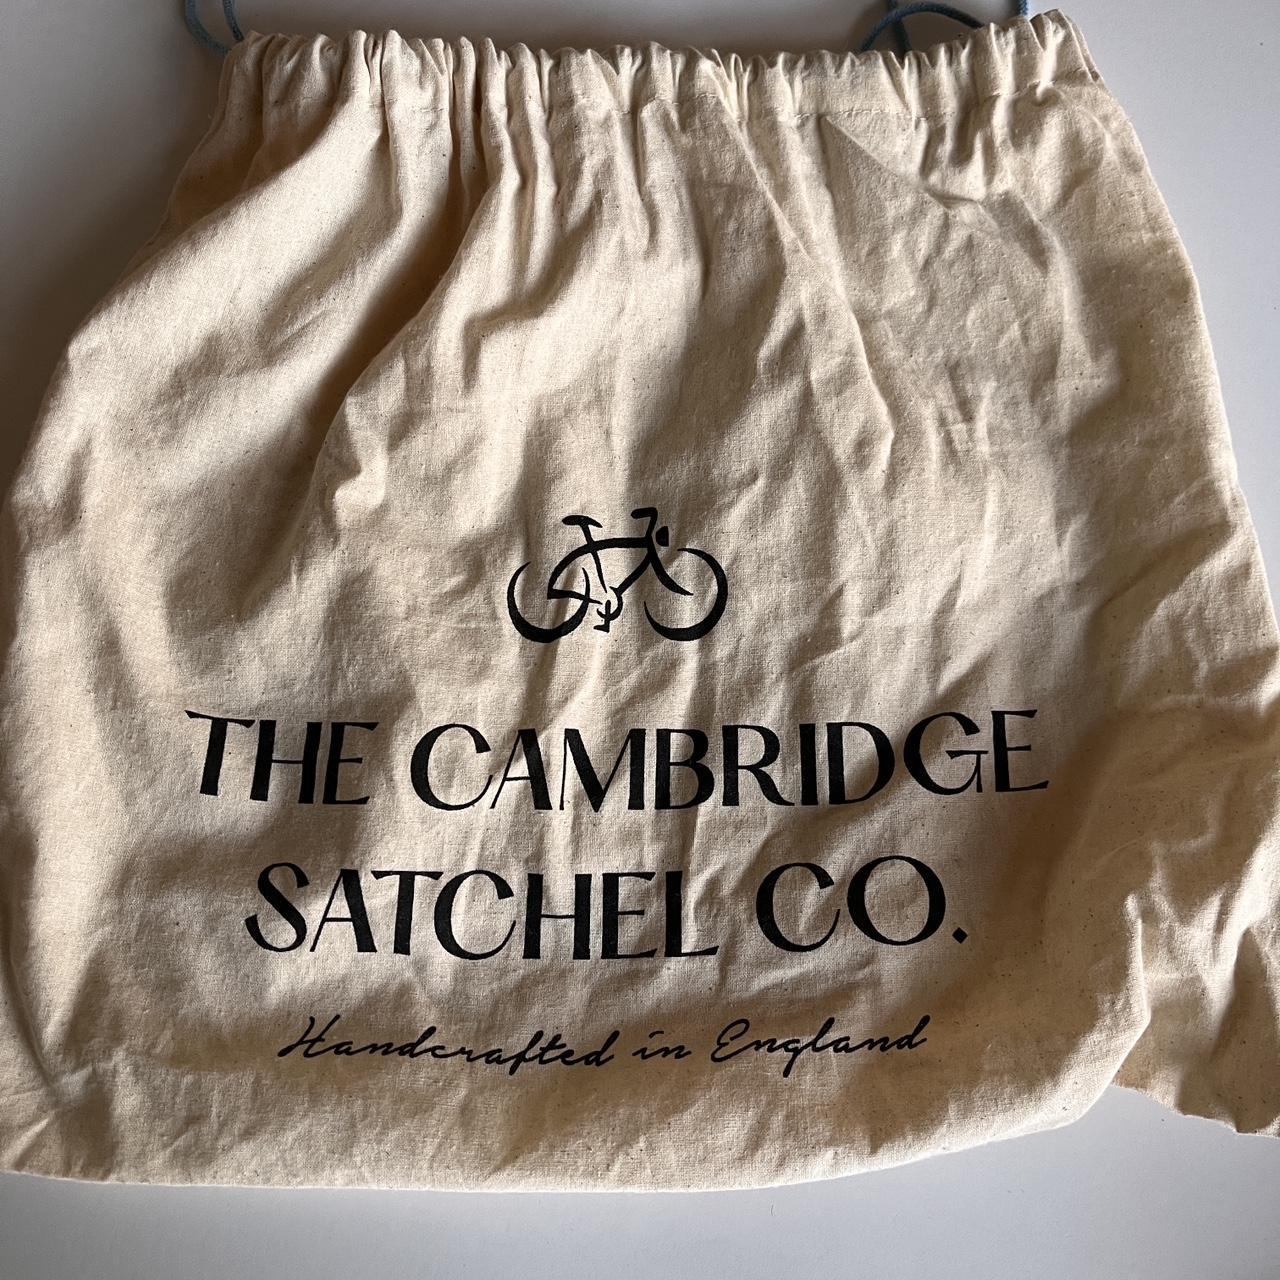 THE CAMBRIDGE
SATCHEL CO.
Handcrafted in England